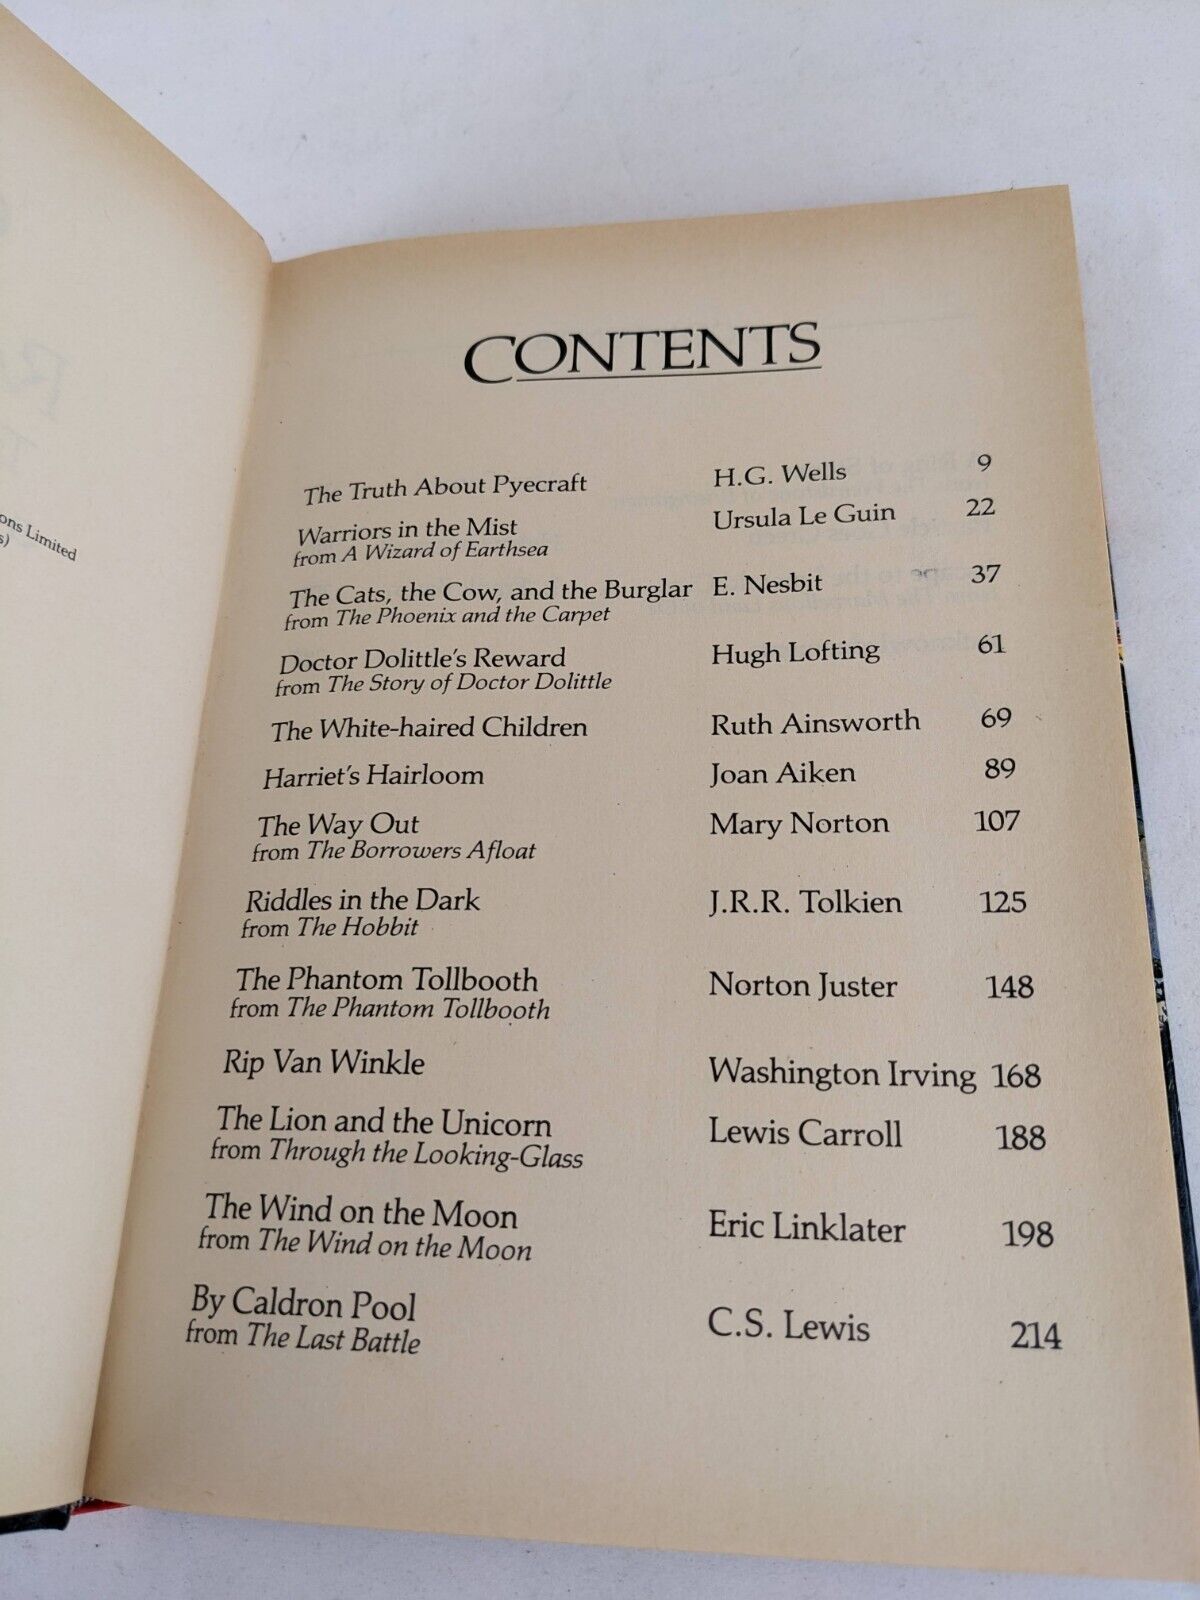 ons Limited
s)
CONTENTS
The Truth About Pyecraft H.G. Wells 9
Warriors in the Mist Ursula Le Guin 22
from A Wizard of Earthsea
The Cats, the Cow, and the Burglar E. Nesbit 37
from The Phoenix and the Carpet
Doctor Dolittle's Reward Hugh Lofting 61
from The Story of Doctor Dolittle
The White-haired Children Ruth Ainsworth 69
Harriet's Hairloom Joan Aiken 89
The Way Out Mary Norton 107
from The Borrowers Afloat
Riddles in the Dark J.R.R. Tolkien 125
from The Hobbit
The Phantom Tollbooth Norton Juster 148
from The Phantom Tollbooth
Rip Van Winkle Washington Irving 168
The Lion and the Unicorn Lewis Carroll 188
from Through the Looking-Glass
The Wind on the Moon Eric Linklater 198
from The Wind on the Moon
By Caldron Pool C.S. Lewis 214
from The Last Battle